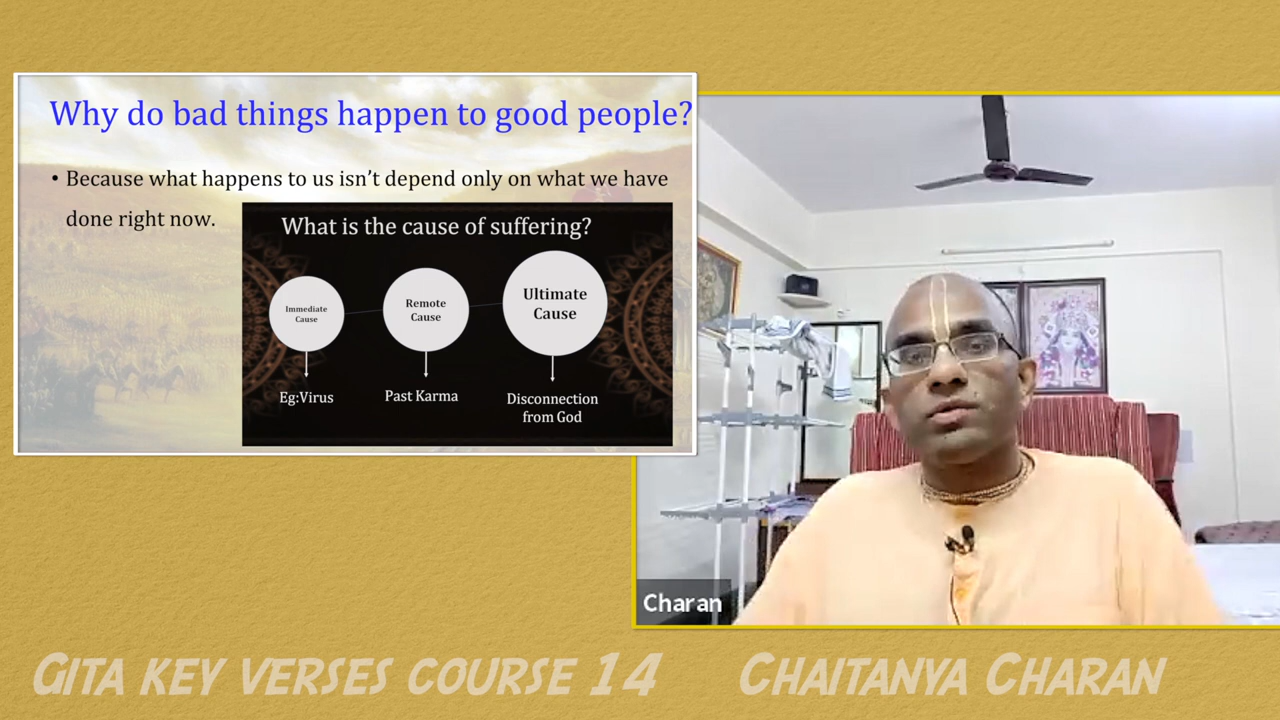 Why do bad things happen to good people?
• Because what happens to us isn’t depend only on what we have
done right now.
What is the cause of suffering?
Immediate
Cause
Remote
Cause
Ultimate
Cause
Eg:Virus
Past Karma
Disconnection
from God
Charan
GITA KEY VERSES COURSE 14
CHAITANYA CHARAN